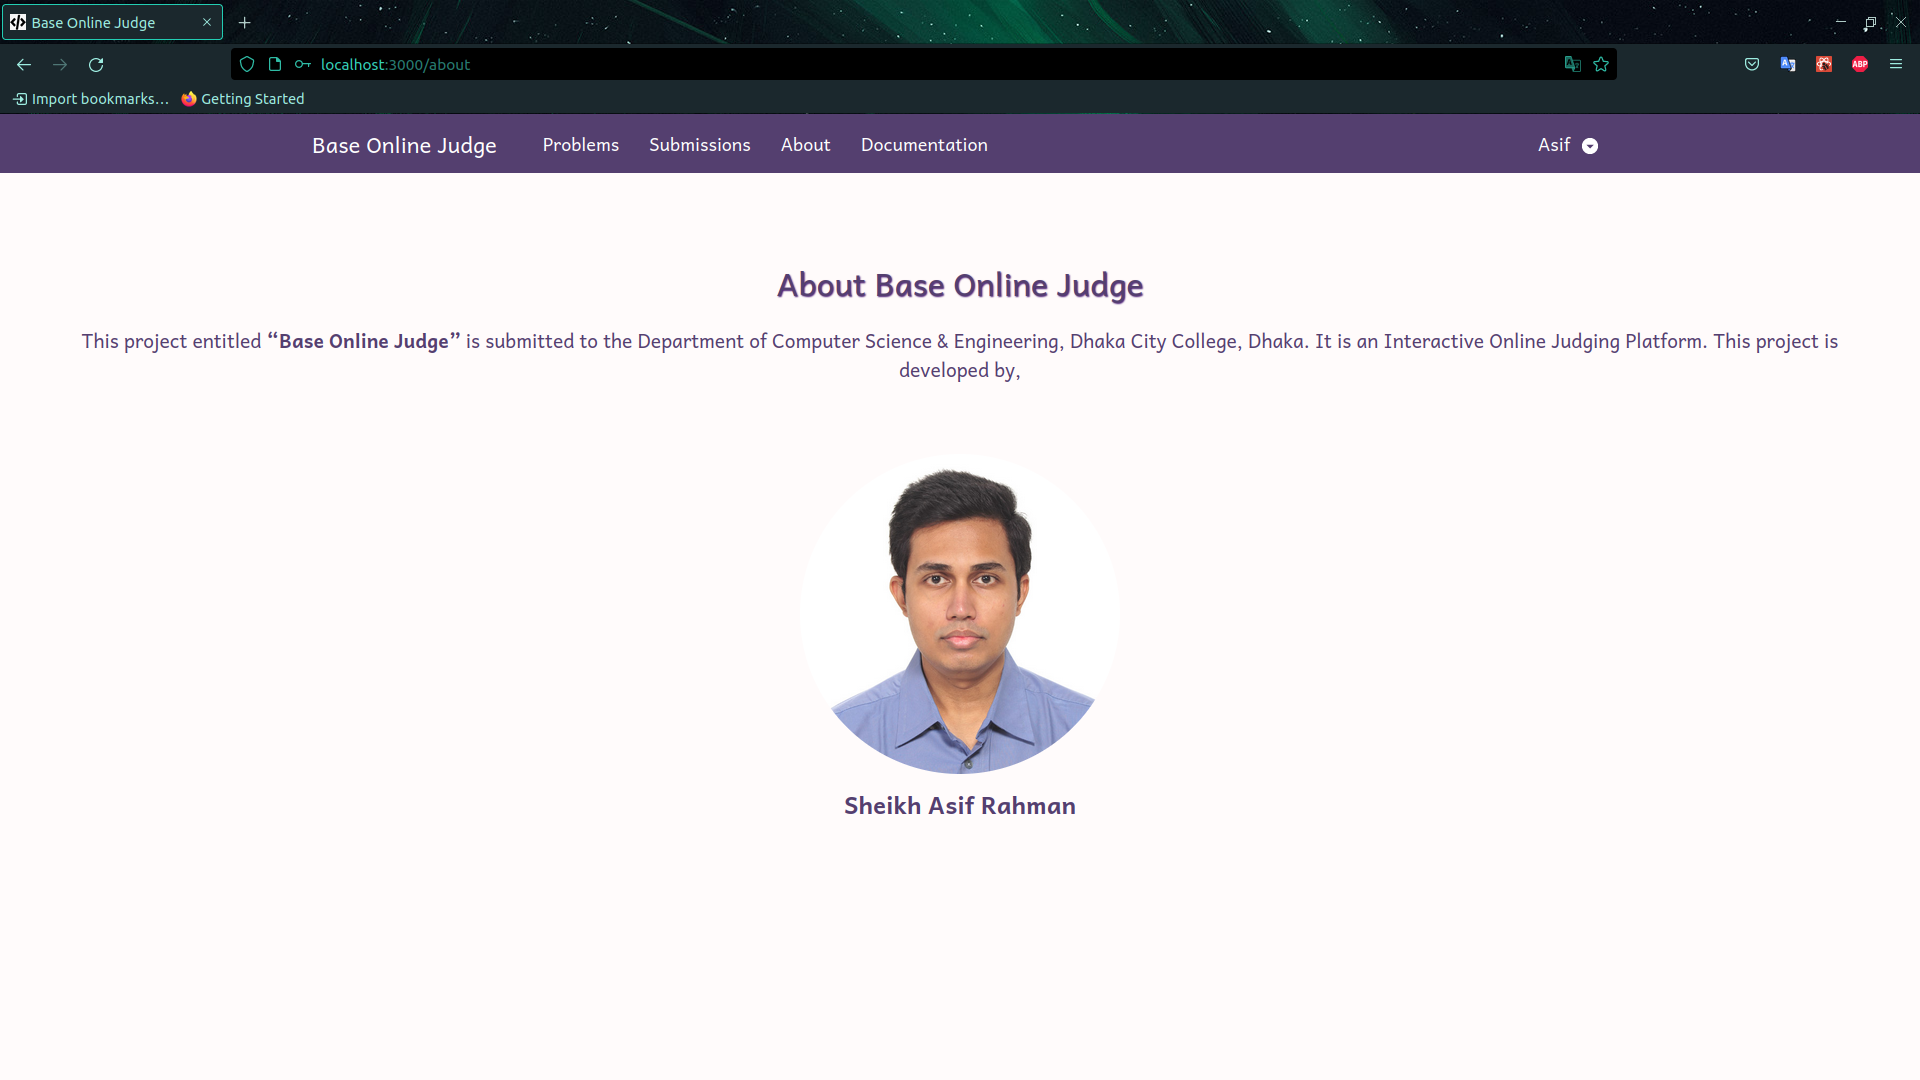 Base Online Judge
localhost:3000/about
ABP
Import bookmarks…
Getting Started
Base Online Judge
Problems
Submissions
About
Documentation
Asif
About Base Online Judge
This project entitled “Base Online Judge” is submitted to the Department of Computer Science & Engineering, Dhaka City College, Dhaka. It is an Interactive Online Judging Platform. This project is
developed by,
Sheikh Asif Rahman